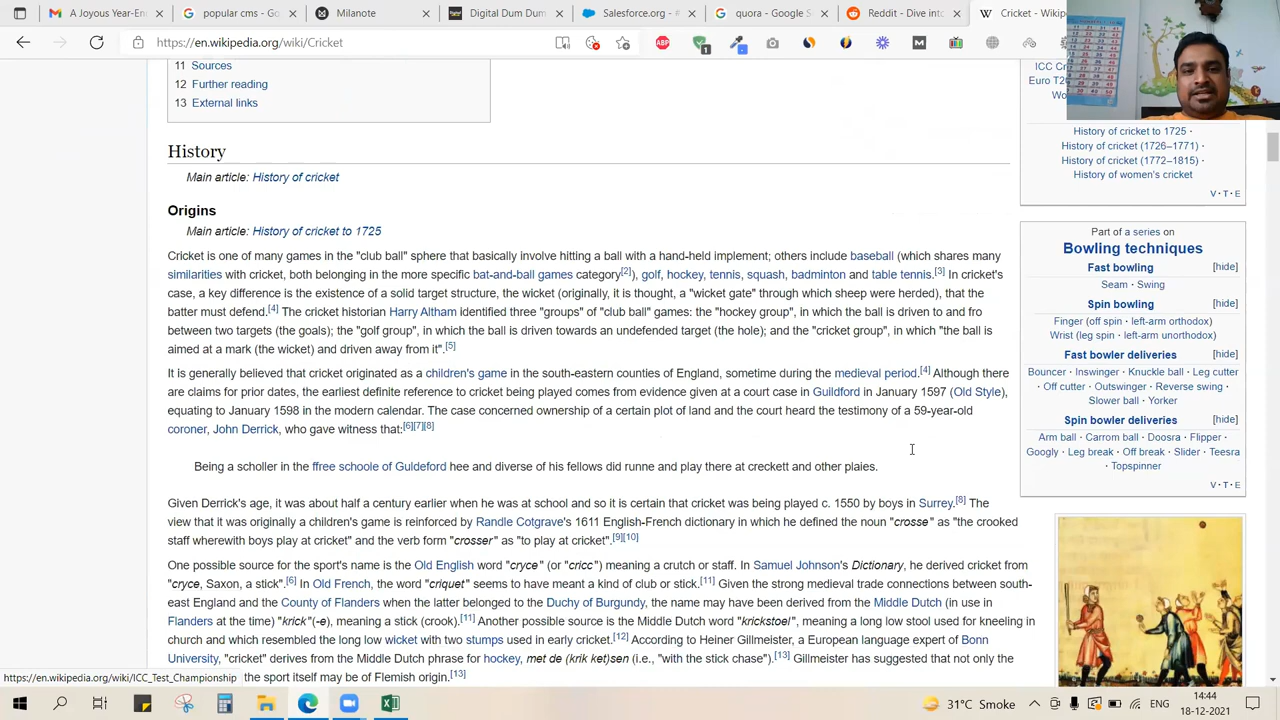 A Joyous Year-En
popular cms - Go
Milanote
Digital Dum Dum
Salesforce.org - #
quora - Google S
Reddit - Dive into
Cricket - Wikip
https://en.wikipedia.org/wiki/Cricket
11 Sources
12 Further reading
13 External links
History
Main article: History of cricket
Origins
Main article: History of cricket to 1725
Cricket is one of many games in the "club ball" sphere that basically involve hitting a ball with a hand-held implement; others include baseball (which shares many
similarities with cricket, both belonging in the more specific bat-and-ball games category[2]), golf, hockey, tennis, squash, badminton and table tennis.[3] In cricket's
case, a key difference is the existence of a solid target structure, the wicket (originally, it is thought, a "wicket gate" through which sheep were herded), that the
batter must defend.[4] The cricket historian Harry Altham identified three "groups" of "club ball" games: the "hockey group", in which the ball is driven to and fro
between two targets (the goals); the "golf group", in which the ball is driven towards an undefended target (the hole); and the "cricket group", in which "the ball is
aimed at a mark (the wicket) and driven away from it".[5]
It is generally believed that cricket originated as a children's game in the south-eastern counties of England, sometime during the medieval period.[4] Although there
are claims for prior dates, the earliest definite reference to cricket being played comes from evidence given at a court case in Guildford in January 1597 (Old Style),
equating to January 1598 in the modern calendar. The case concerned ownership of a certain plot of land and the court heard the testimony of a 59-year-old
coroner, John Derrick, who gave witness that:[6][7][8]
Being a scholler in the ffree schoole of Guldeford hee and diverse of his fellows did runne and play there at creckett and other plaies.
Given Derrick's age, it was about half a century earlier when he was at school and so it is certain that cricket was being played c. 1550 by boys in Surrey.[8] The
view that it was originally a children's game is reinforced by Randle Cotgrave's 1611 English-French dictionary in which he defined the noun "crosse" as "the crooked
staff wherewith boys play at cricket" and the verb form "crosser" as "to play at cricket".[9][10]
One possible source for the sport's name is the Old English word "cryce" (or "cricc") meaning a crutch or staff. In Samuel Johnson's Dictionary, he derived cricket from
"cryce, Saxon, a stick".[6] In Old French, the word "criquet" seems to have meant a kind of club or stick.[11] Given the strong medieval trade connections between south-
east England and the County of Flanders when the latter belonged to the Duchy of Burgundy, the name may have been derived from the Middle Dutch (in use in
Flanders at the time) "krick"(-e), meaning a stick (crook).[11] Another possible source is the Middle Dutch word "krickstoel", meaning a long low stool used for kneeling in
church and which resembled the long low wicket with two stumps used in early cricket.[12] According to Heiner Gillmeister, a European language expert of Bonn
University, "cricket" derives from the Middle Dutch phrase for hockey, met de (krik ket)sen (i.e., "with the stick chase").[13] Gillmeister has suggested that not only the
the sport itself may be of Flemish origin.[13]
https://en.wikipedia.org/wiki/ICC_Test_Championship
ICC Cr
Euro T2
Wo
History of cricket to 1725 ·
History of cricket (1726–1771) ·
History of cricket (1772–1815) ·
History of women's cricket
V · T · E
Part of a series on
Bowling techniques
Fast bowling [hide]
Seam · Swing
Spin bowling [hide]
Finger (off spin · left-arm orthodox)
Wrist (leg spin · left-arm unorthodox)
Fast bowler deliveries [hide]
Bouncer · Inswinger · Knuckle ball · Leg cutter
· Off cutter · Outswinger · Reverse swing ·
Slower ball · Yorker
Spin bowler deliveries [hide]
Arm ball · Carrom ball · Doosra · Flipper ·
Googly · Leg break · Off break · Slider · Teesra
· Topspinner
V · T · E
ABP
1
M
31°C Smoke
ENG
14:44
18-12-2021